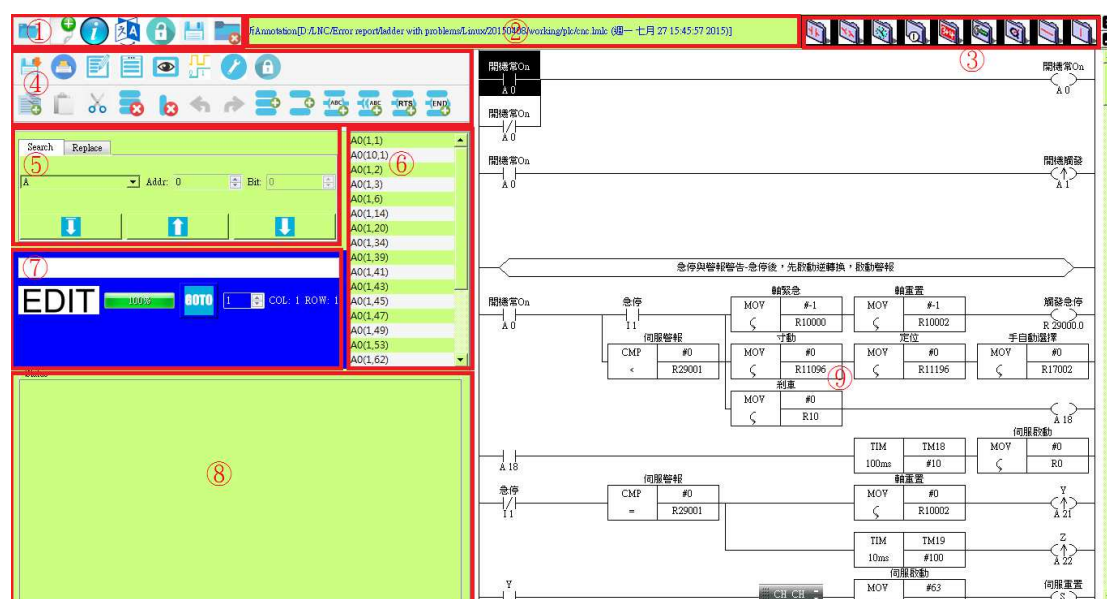 ①
②
③
Annotation[D:/LNC/Error report/ladder with problems/Linux/20150408/working/plc/cnc.lmlc (週一 七月 27 15:45:57 2015)]
④
ABC
ABC
RTS
END
⑤
Search
Replace
A
Addr: 0
Bit: 0
⑥
A0(1,1)
A0(10,1)
A0(1,2)
A0(1,3)
A0(1,6)
A0(1,14)
A0(1,20)
A0(1,34)
A0(1,39)
A0(1,41)
A0(1,43)
A0(1,45)
A0(1,47)
A0(1,49)
A0(1,53)
A0(1,62)
⑦
EDIT
100%
GOTO
1
COL: 1 ROW: 1
Status
⑧
開機常On
A 0
開機常On
A 0
開機常On
A 0
開機常On
A 0
開機觸發
A 1
急停與警報警告-急停後，先啟動逆轉換，啟動警報
開機常On
A 0
急停
I 1
軸緊急
MOV #-1
R10000
軸重置
MOV #-1
R10002
觸發急停
R 29000.0
伺服警報
CMP #0
< R29001
寸動
MOV #0
R11096
定位
MOV #0
R11196
手自動選擇
MOV #0
R17002
⑨
剎車
MOV #0
R10
A 18
A 18
TIM TM18
100ms #10
伺服啟動
MOV #0
R0
急停
I 1
伺服警報
CMP #0
= R29001
軸重置
MOV #0
R10002
Y
A 21
TIM TM19
10ms #100
Z
A 22
Y
CH CH
伺服啟動
MOV #63
伺服重置
S